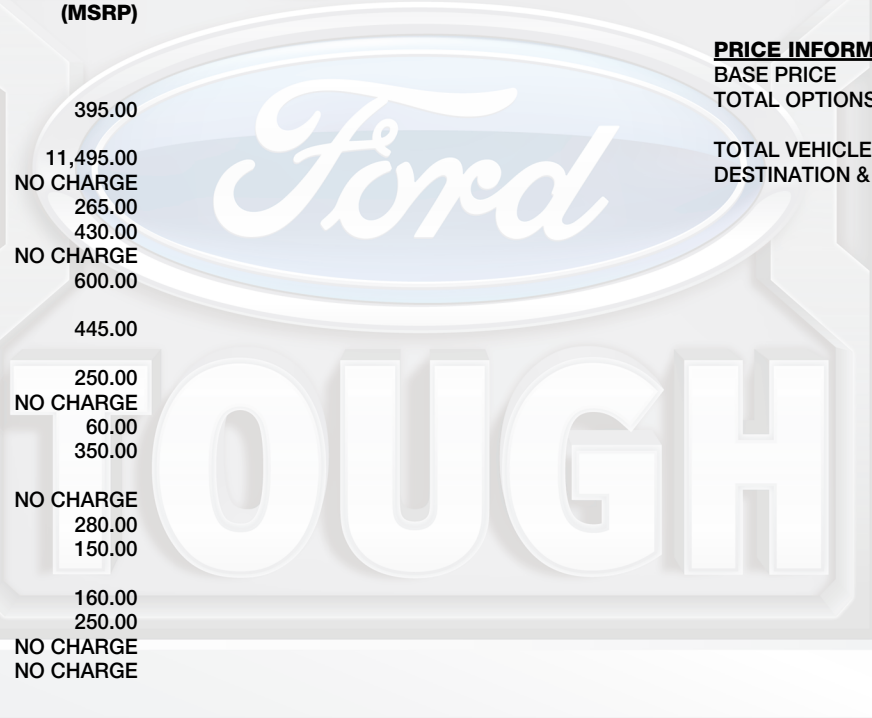 (MSRP)
395.00
11,495.00
NO CHARGE
265.00
430.00
NO CHARGE
600.00
445.00
250.00
NO CHARGE
60.00
350.00
NO CHARGE
280.00
150.00
160.00
250.00
NO CHARGE
NO CHARGE
PRICE INFORM
BASE PRICE
TOTAL OPTIONS
TOTAL VEHICLE
DESTINATION &
Ford
TOUGH